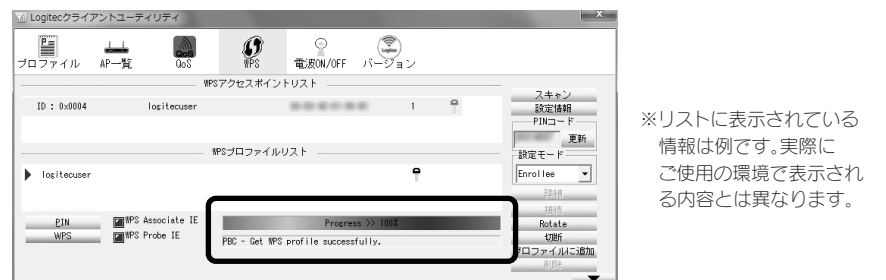 Logitecクライアントユーティリティ
プロファイル AP一覧 QoS WPS 電波ON/OFF バージョン
WPSアクセスポイントリスト
ID : 0x0004 logitecuser 1
スキャン
設定情報
PINコード
更新
WPSプロファイルリスト
設定モード
logitecuser
Enrollee
詳細
接続
PIN WPS Associate IE Progress >> 100% Rotate
WPS WPS Probe IE PBC - Get WPS profile successfully. 切断
プロファイルに追加
削除
※リストに表示されている
情報は例です。実際に
ご使用の環境で表示され
る内容とは異なります。